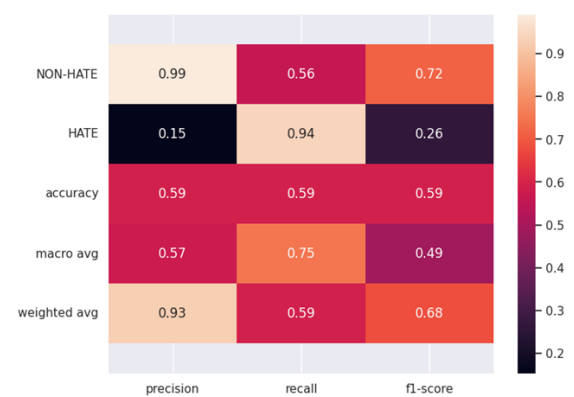 NON-HATE 0.99 0.56 0.72
HATE 0.15 0.94 0.26
accuracy 0.59 0.59 0.59
macro avg 0.57 0.75 0.49
weighted avg 0.93 0.59 0.68
precision recall f1-score
0.9
0.8
0.7
0.6
0.5
0.4
0.3
0.2